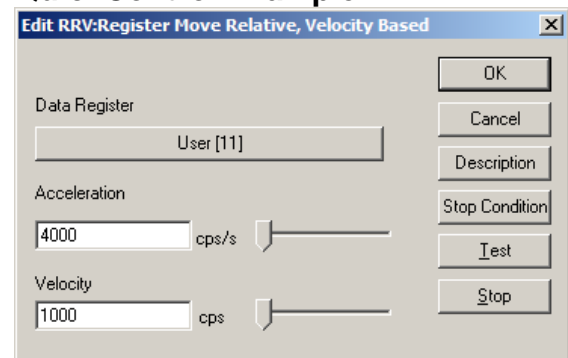 Edit RRV:Register Move Relative, Velocity Based
OK
Data Register
Cancel
User [11]
Description
Acceleration
Stop Condition
4000 cps/s
Test
Velocity
Stop
1000 cps